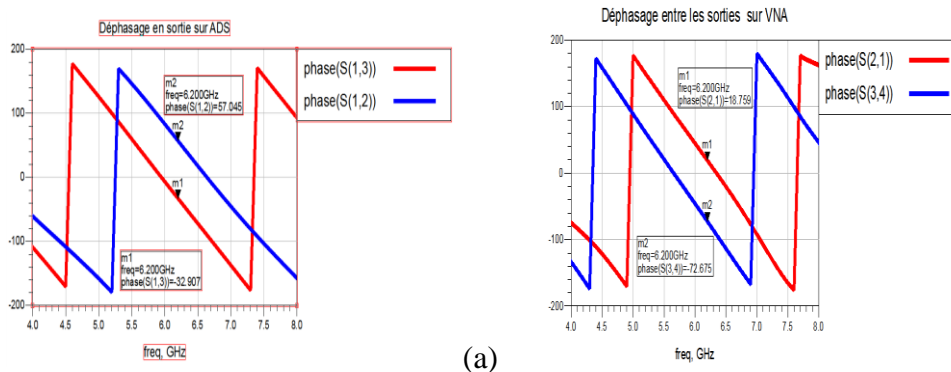 Déphasage en sortie sur ADS
200
100
0
-100
-200
4.0 4.5 5.0 5.5 6.0 6.5 7.0 7.5 8.0
freq, GHz
m2
freq=6.200GHz
phase(S(1,2))=57.045
m2
m1
m1
freq=6.200GHz
phase(S(1,3))=-32.907
phase(S(1,3))
phase(S(1,2))
(a)
Déphasage entre les sorties sur VNA
200
100
0
-100
-200
4.0 4.5 5.0 5.5 6.0 6.5 7.0 7.5 8.0
freq, GHz
m1
freq=6.200GHz
phase(S(2,1))=18.759
m1
m2
m2
freq=6.200GHz
phase(S(3,4))=-72.675
phase(S(2,1))
phase(S(3,4))